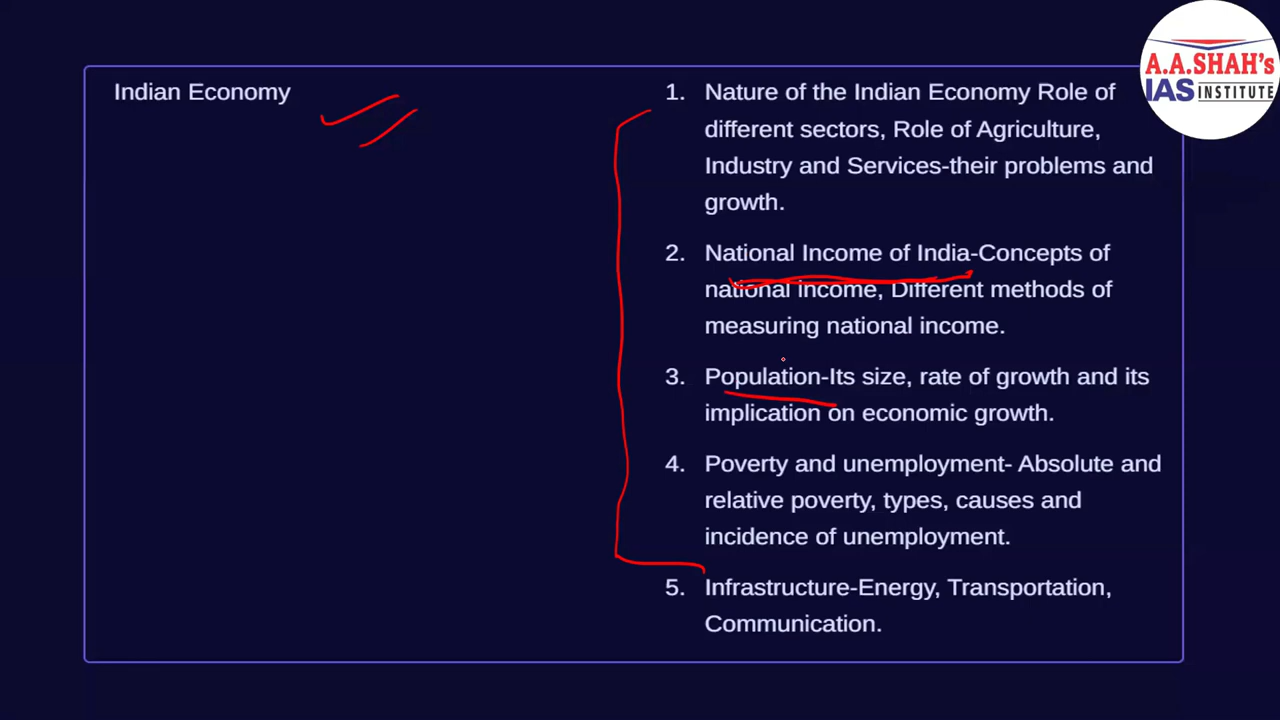 A.A.SHAH's
IAS INSTITUTE
Indian Economy
1. Nature of the Indian Economy Role of
different sectors, Role of Agriculture,
Industry and Services-their problems and
growth.
2. National Income of India-Concepts of
national income, Different methods of
measuring national income.
3. Population-Its size, rate of growth and its
implication on economic growth.
4. Poverty and unemployment- Absolute and
relative poverty, types, causes and
incidence of unemployment.
5. Infrastructure-Energy, Transportation,
Communication.